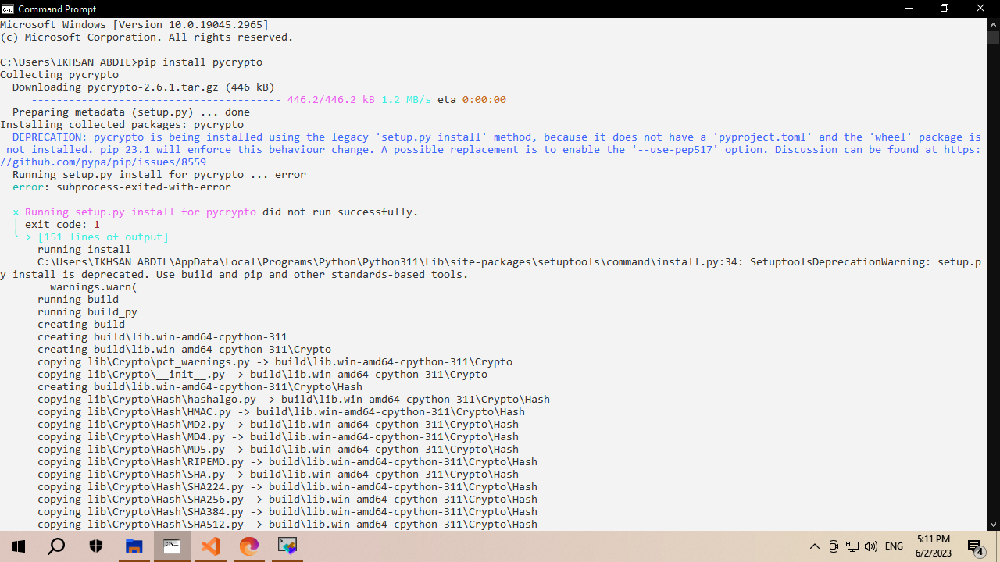 Command Prompt
Microsoft Windows [Version 10.0.19045.2965]
(c) Microsoft Corporation. All rights reserved.
C:\Users\IKHSAN ABDIL>pip install pycrypto
Collecting pycrypto
  Downloading pycrypto-2.6.1.tar.gz (446 kB)
     ---------------------------------------- 446.2/446.2 kB 1.2 MB/s eta 0:00:00
  Preparing metadata (setup.py) ... done
Installing collected packages: pycrypto
  DEPRECATION: pycrypto is being installed using the legacy 'setup.py install' method, because it does not have a 'pyproject.toml' and the 'wheel' package is
 not installed. pip 23.1 will enforce this behaviour change. A possible replacement is to enable the '--use-pep517' option. Discussion can be found at https:
//github.com/pypa/pip/issues/8559
  Running setup.py install for pycrypto ... error
  error: subprocess-exited-with-error
  × Running setup.py install for pycrypto did not run successfully.
  │ exit code: 1
  ╰─> [151 lines of output]
      running install
      C:\Users\IKHSAN ABDIL\AppData\Local\Programs\Python\Python311\Lib\site-packages\setuptools\command\install.py:34: SetuptoolsDeprecationWarning: setup.p
y install is deprecated. Use build and pip and other standards-based tools.
        warnings.warn(
      running build
      running build_py
      creating build
      creating build\lib.win-amd64-cpython-311
      creating build\lib.win-amd64-cpython-311\Crypto
      copying lib\Crypto\pct_warnings.py -> build\lib.win-amd64-cpython-311\Crypto
      copying lib\Crypto\__init__.py -> build\lib.win-amd64-cpython-311\Crypto
      creating build\lib.win-amd64-cpython-311\Crypto\Hash
      copying lib\Crypto\Hash\hashalgo.py -> build\lib.win-amd64-cpython-311\Crypto\Hash
      copying lib\Crypto\Hash\HMAC.py -> build\lib.win-amd64-cpython-311\Crypto\Hash
      copying lib\Crypto\Hash\MD2.py -> build\lib.win-amd64-cpython-311\Crypto\Hash
      copying lib\Crypto\Hash\MD4.py -> build\lib.win-amd64-cpython-311\Crypto\Hash
      copying lib\Crypto\Hash\MD5.py -> build\lib.win-amd64-cpython-311\Crypto\Hash
      copying lib\Crypto\Hash\RIPEMD.py -> build\lib.win-amd64-cpython-311\Crypto\Hash
      copying lib\Crypto\Hash\SHA.py -> build\lib.win-amd64-cpython-311\Crypto\Hash
      copying lib\Crypto\Hash\SHA224.py -> build\lib.win-amd64-cpython-311\Crypto\Hash
      copying lib\Crypto\Hash\SHA256.py -> build\lib.win-amd64-cpython-311\Crypto\Hash
      copying lib\Crypto\Hash\SHA384.py -> build\lib.win-amd64-cpython-311\Crypto\Hash
      copying lib\Crypto\Hash\SHA512.py -> build\lib.win-amd64-cpython-311\Crypto\Hash
ENG
5:11 PM
6/2/2023
4